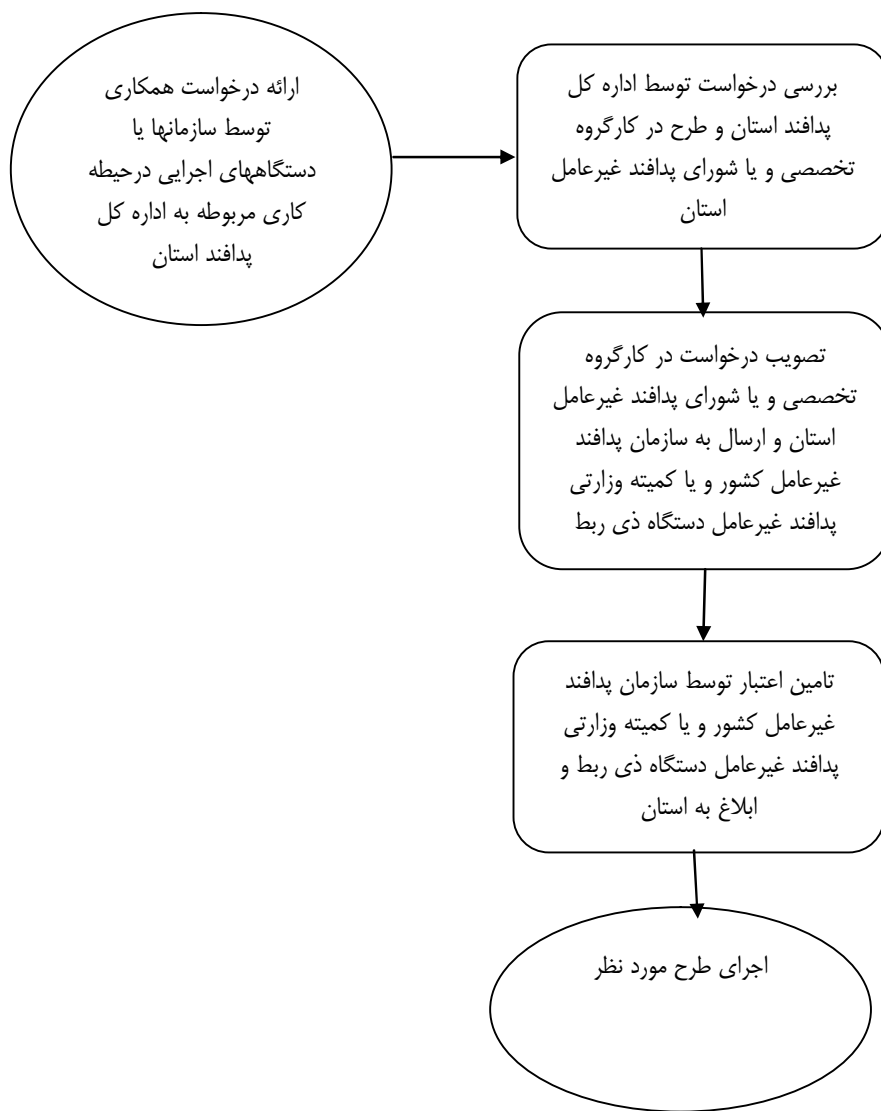 ارائه درخواست همکاری
توسط سازمانها یا
دستگاههای اجرایی درحیطه
کاری مربوطه به اداره کل
پدافند استان
بررسی درخواست توسط اداره کل
پدافند استان و طرح در کارگروه
تخصصی و یا شورای پدافند غیرعامل
استان
تصویب درخواست در کارگروه
تخصصی و یا شورای پدافند غیرعامل
استان و ارسال به سازمان پدافند
غیرعامل کشور و یا کمیته وزارتی
پدافند غیرعامل دستگاه ذی ربط
تامین اعتبار توسط سازمان پدافند
غیرعامل کشور و یا کمیته وزارتی
پدافند غیرعامل دستگاه ذی ربط و
ابلاغ به استان
اجرای طرح مورد نظر